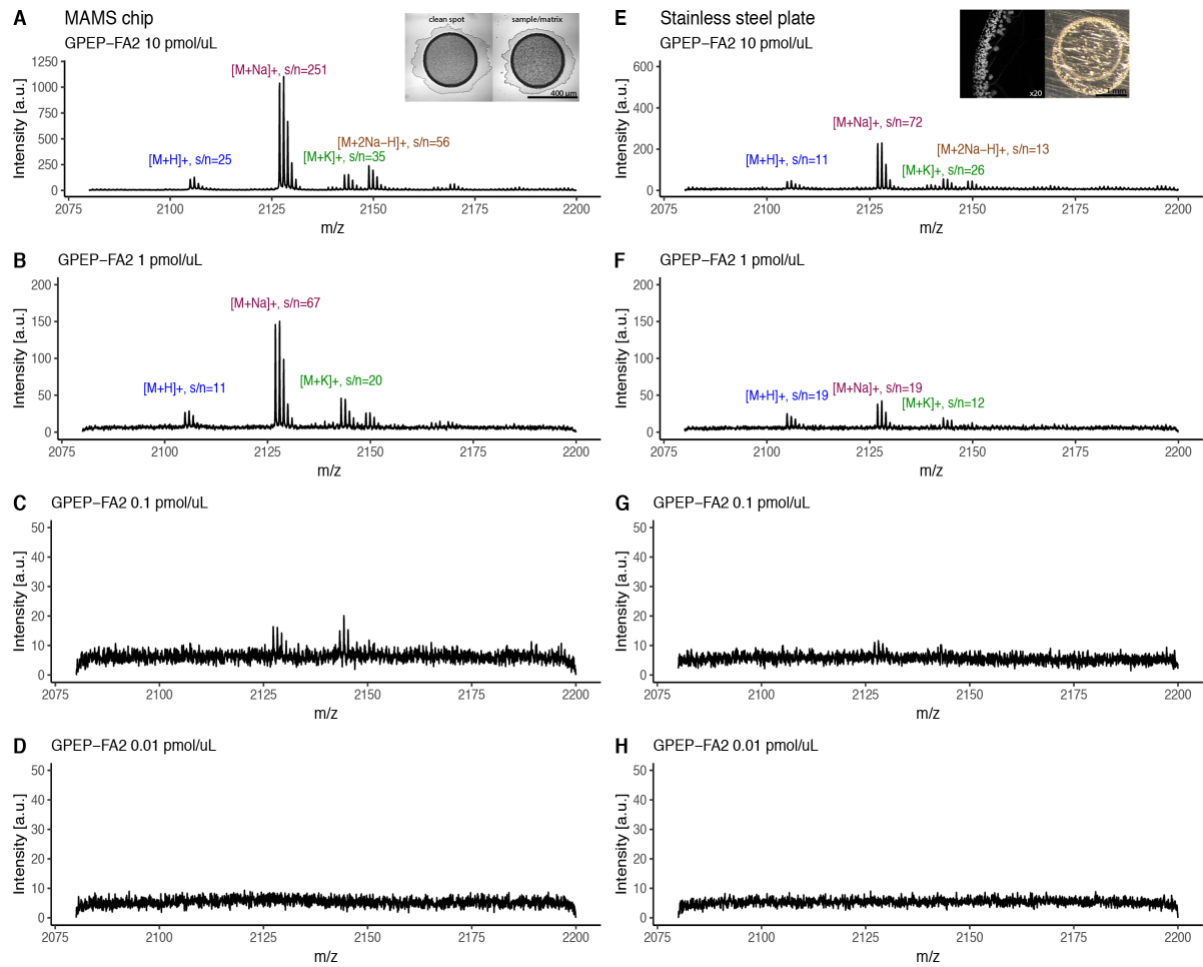 A MAMS chip
GPEP−FA2 10 pmol/uL
clean spot
sample/matrix
400 um
Intensity [a.u.]
1250
1000
750
500
250
0
[M+Na]+, s/n=251
[M+2Na−H]+, s/n=56
[M+H]+, s/n=25
[M+K]+, s/n=35
2075 2100 2125 2150 2175 2200
m/z
B GPEP−FA2 1 pmol/uL
Intensity [a.u.]
200
150
100
50
0
[M+Na]+, s/n=67
[M+H]+, s/n=11
[M+K]+, s/n=20
2075 2100 2125 2150 2175 2200
m/z
C GPEP−FA2 0.1 pmol/uL
Intensity [a.u.]
50
40
30
20
10
0
2075 2100 2125 2150 2175 2200
m/z
D GPEP−FA2 0.01 pmol/uL
Intensity [a.u.]
50
40
30
20
10
0
2075 2100 2125 2150 2175 2200
m/z
E Stainless steel plate
GPEP−FA2 10 pmol/uL
x20
Intensity [a.u.]
600
400
200
0
[M+Na]+, s/n=72
[M+2Na−H]+, s/n=13
[M+H]+, s/n=11
[M+K]+, s/n=26
2075 2100 2125 2150 2175 2200
m/z
F GPEP−FA2 1 pmol/uL
Intensity [a.u.]
200
150
100
50
0
[M+H]+, s/n=19
[M+Na]+, s/n=19
[M+K]+, s/n=12
2075 2100 2125 2150 2175 2200
m/z
G GPEP−FA2 0.1 pmol/uL
Intensity [a.u.]
50
40
30
20
10
0
2075 2100 2125 2150 2175 2200
m/z
H GPEP−FA2 0.01 pmol/uL
Intensity [a.u.]
50
40
30
20
10
0
2075 2100 2125 2150 2175 2200
m/z